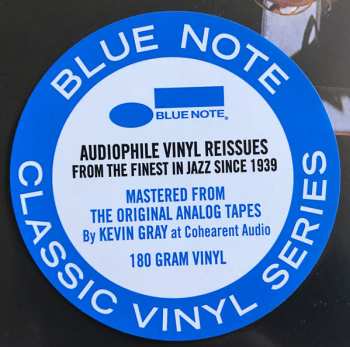 BLUE NOTE
BLUE NOTE®
AUDIOPHILE VINYL REISSUES
FROM THE FINEST IN JAZZ SINCE 1939
MASTERED FROM
THE ORIGINAL ANALOG TAPES
By KEVIN GRAY at Cohearent Audio
180 GRAM VINYL
CLASSIC VINYL SERIES